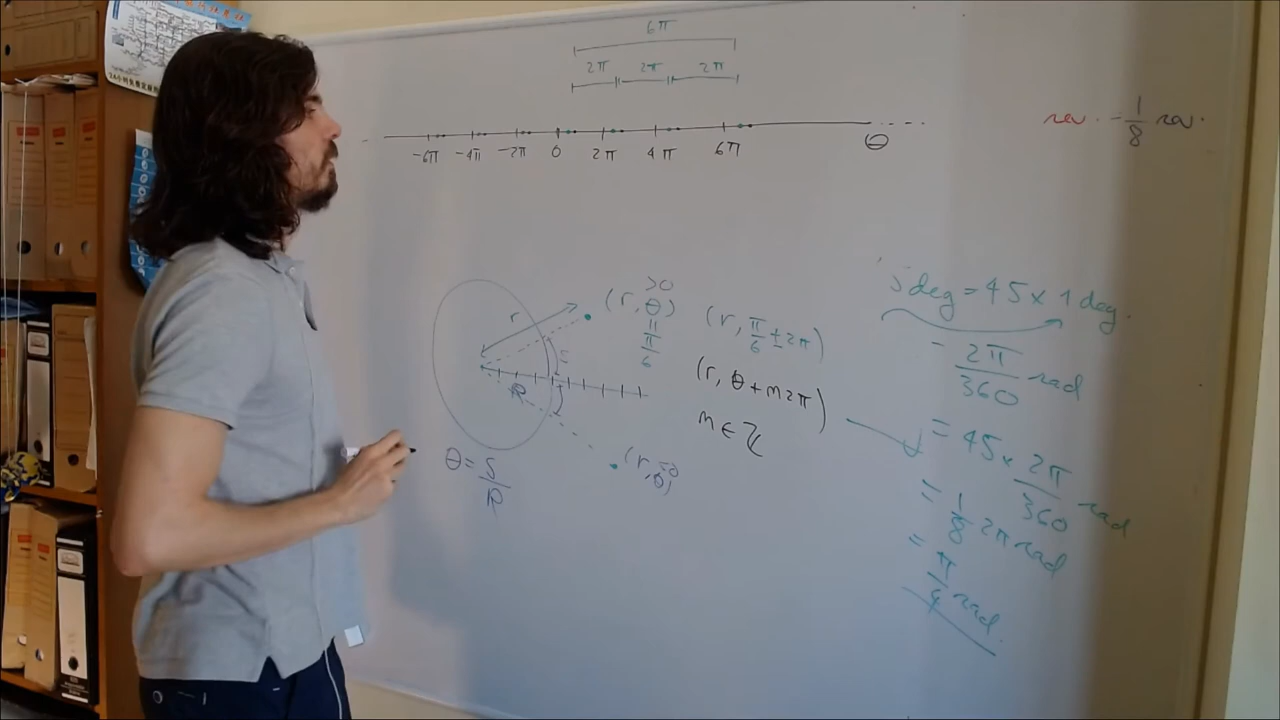 6π
2π 2π 2π
-6π -4π -2π 0 2π 4π 6π θ
rev. - 1/8 rev.
r
>0
(r, θ)
π/6
(r, π/6 ± 2π)
(r, θ + m2π)
m ∈ ℤ
R
θ = S/R
5 deg = 45 × 1 deg.
2π/360 rad
= 45 × 2π/360 rad
= 1/8 2π rad
= π/4 rad.